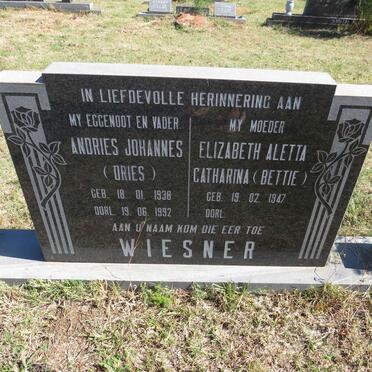 IN LIEFDEVOLLE HERINNERING AAN
MY EGGENOOT EN VADER
ANDRIES JOHANNES
(DRIES)
GEB. 18. 01. 1938
OORL. 19. 06. 1992
MY MOEDER
ELIZABETH ALETTA
CATHARINA (BETTIE)
GEB. 19. 02. 1947
OORL.
AAN U NAAM KOM DIE EER TOE
WIESNER